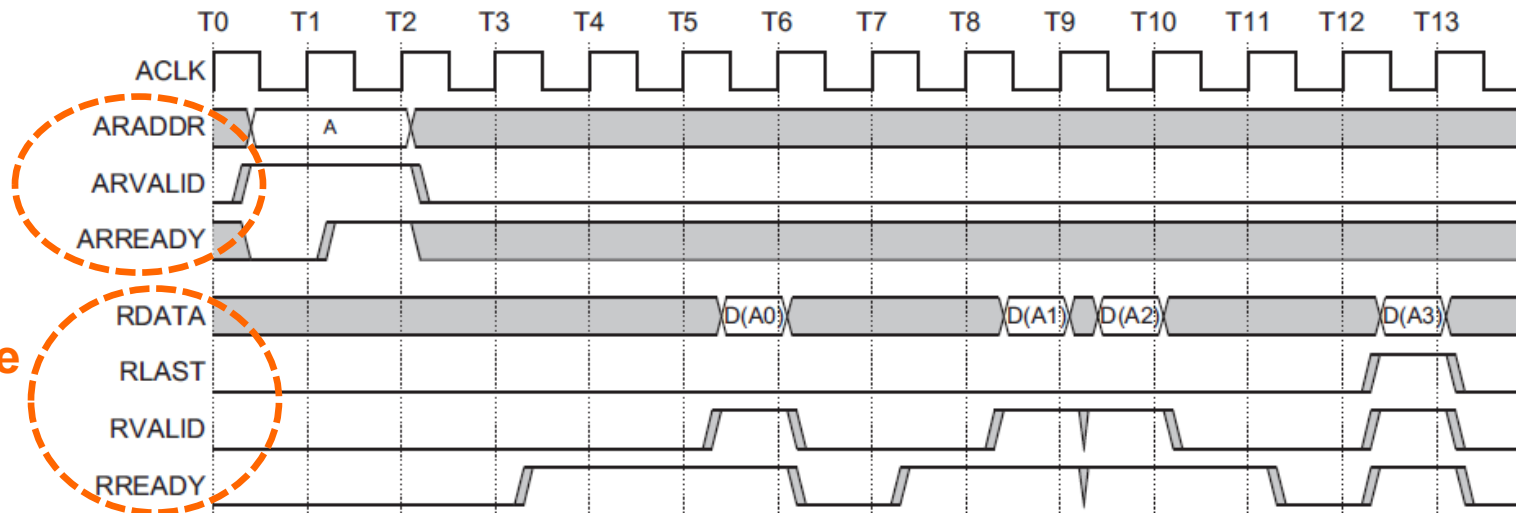 T0 T1 T2 T3 T4 T5 T6 T7 T8 T9 T10 T11 T12 T13
ACLK
ARADDR A
ARVALID
ARREADY
RDATA D(A0) D(A1) D(A2) D(A3)
e
RLAST
RVALID
RREADY